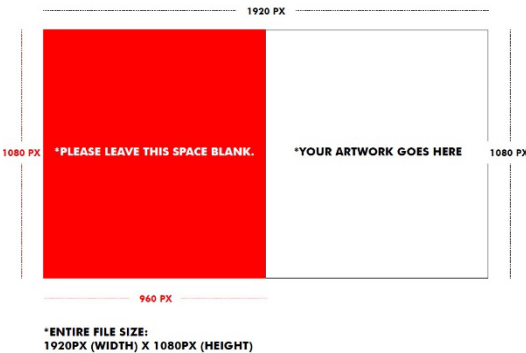 1920 PX
1080 PX
*PLEASE LEAVE THIS SPACE BLANK.
*YOUR ARTWORK GOES HERE
1080 PX
960 PX
*ENTIRE FILE SIZE:
1920PX (WIDTH) X 1080PX (HEIGHT)